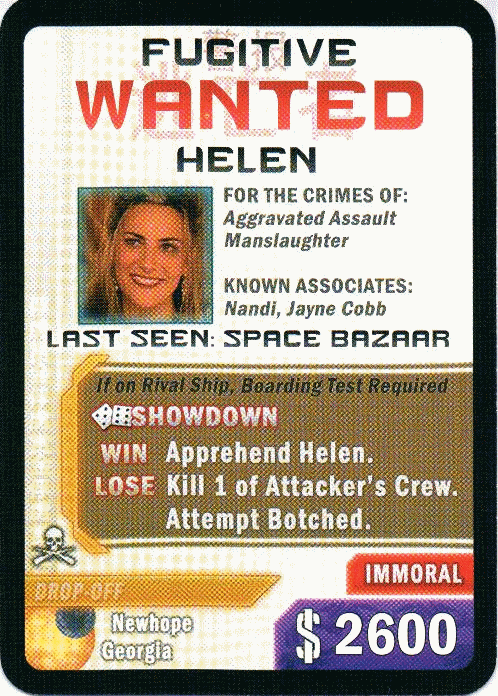 FUGITIVE
WANTED
HELEN
FOR THE CRIMES OF:
Aggravated Assault
Manslaughter
KNOWN ASSOCIATES:
Nandi, Jayne Cobb
LAST SEEN: SPACE BAZAAR
If on Rival Ship, Boarding Test Required
SHOWDOWN
WIN Apprehend Helen.
LOSE Kill 1 of Attacker's Crew.
Attempt Botched.
IMMORAL
DROP-OFF
Newhope
Georgia
$2600